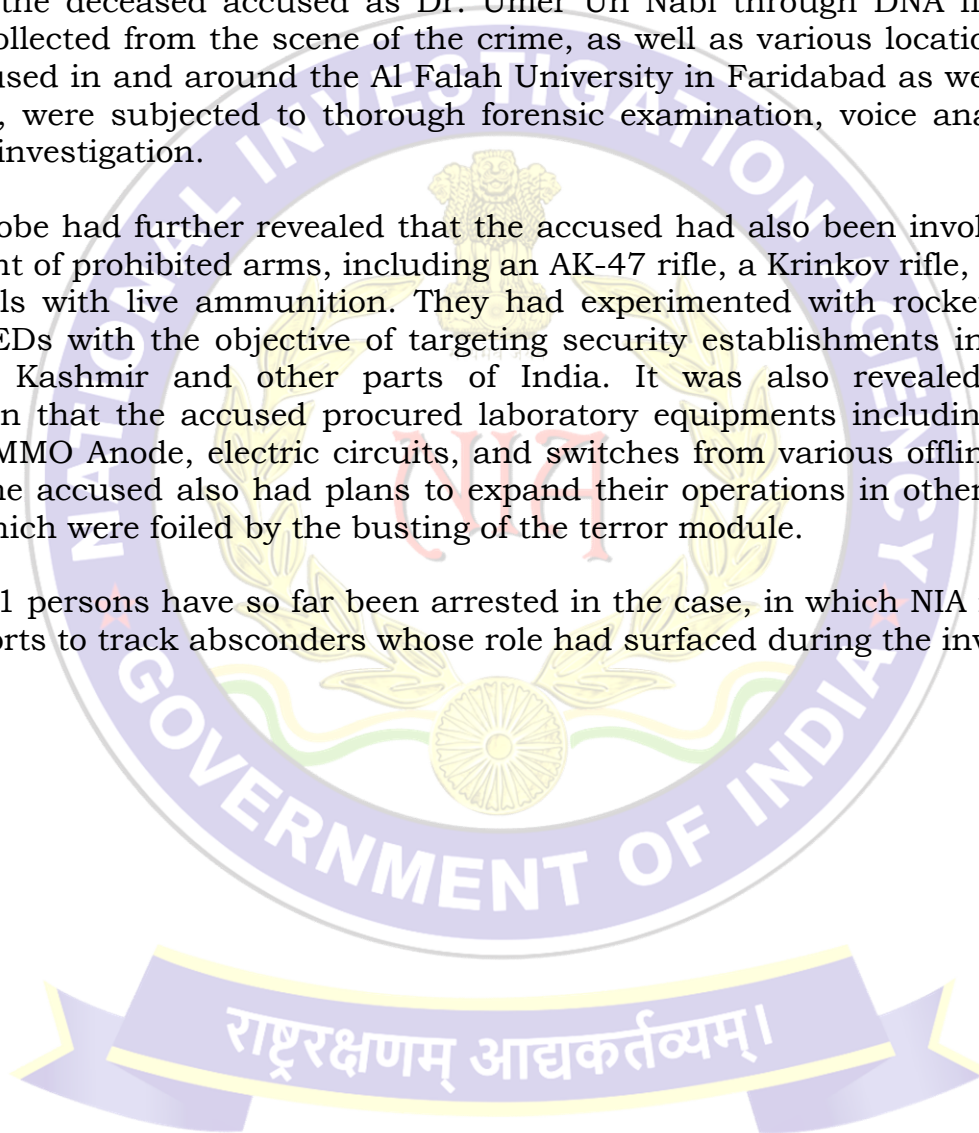 the deceased accused as Dr. Umer Un Nabi through DNA
ollected from the scene of the crime, as well as various locatio
used in and around the Al Falah University in Faridabad as we
, were subjected to thorough forensic examination, voice ana
investigation.
obe had further revealed that the accused had also been invol
nt of prohibited arms, including an AK-47 rifle, a Krinkov rifle,
ls with live ammunition. They had experimented with rocke
EDs with the objective of targeting security establishments in
Kashmir and other parts of India. It was also revealed
n that the accused procured laboratory equipments including
MMO Anode, electric circuits, and switches from various offlin
he accused also had plans to expand their operations in other
hich were foiled by the busting of the terror module.
1 persons have so far been arrested in the case, in which NIA
orts to track absconders whose role had surfaced during the inv
NATIONAL INVESTIGATION AGENCY
NIA
GOVERNMENT OF INDIA
राष्ट्ररक्षणम् आद्यकर्तव्यम्।